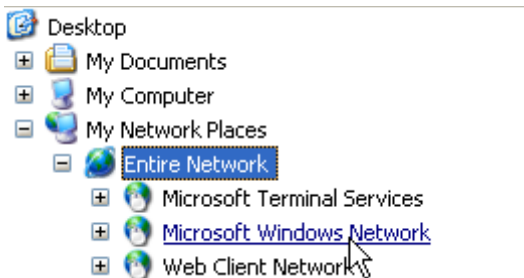 Desktop
My Documents
My Computer
My Network Places
Entire Network
Microsoft Terminal Services
Microsoft Windows Network
Web Client Network